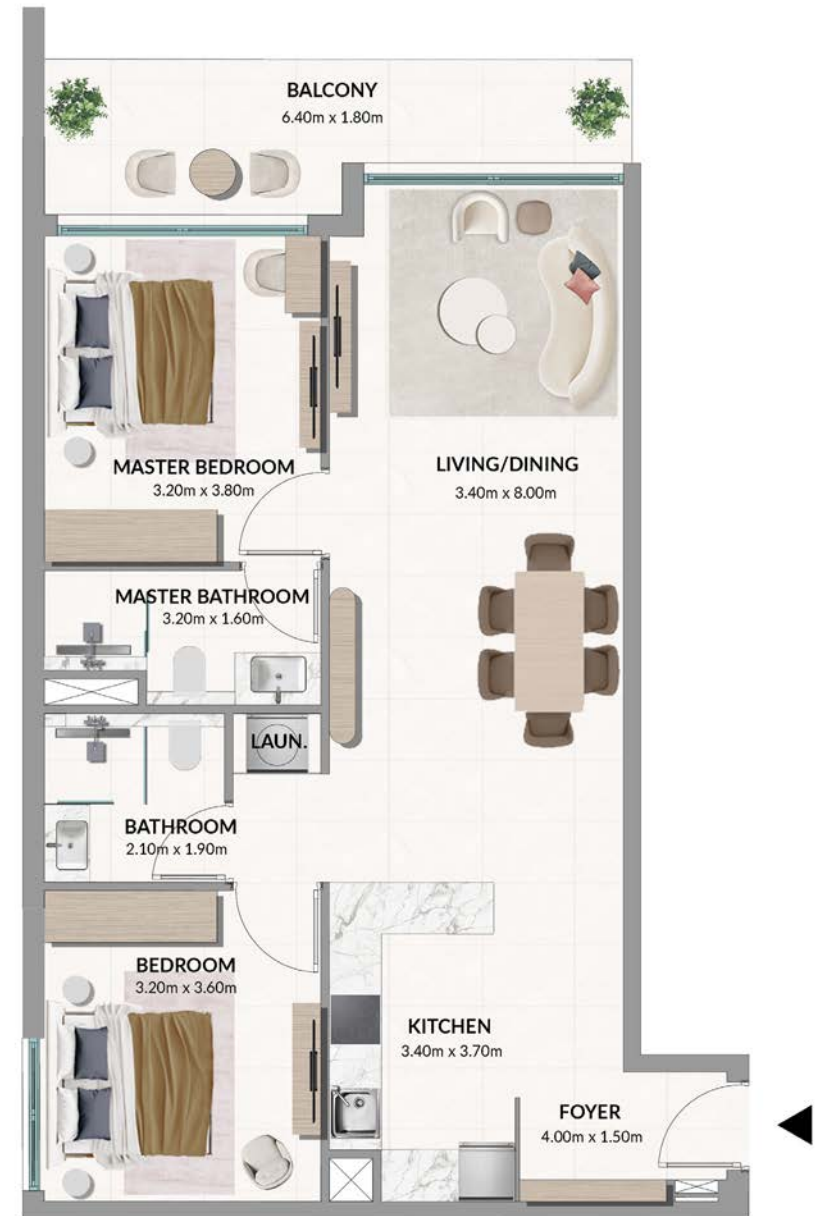 BALCONY
6.40m x 1.80m
MASTER BEDROOM
3.20m x 3.80m
LIVING/DINING
3.40m x 8.00m
MASTER BATHROOM
3.20m x 1.60m
LAUN.
BATHROOM
2.10m x 1.90m
BEDROOM
3.20m x 3.60m
KITCHEN
3.40m x 3.70m
FOYER
4.00m x 1.50m